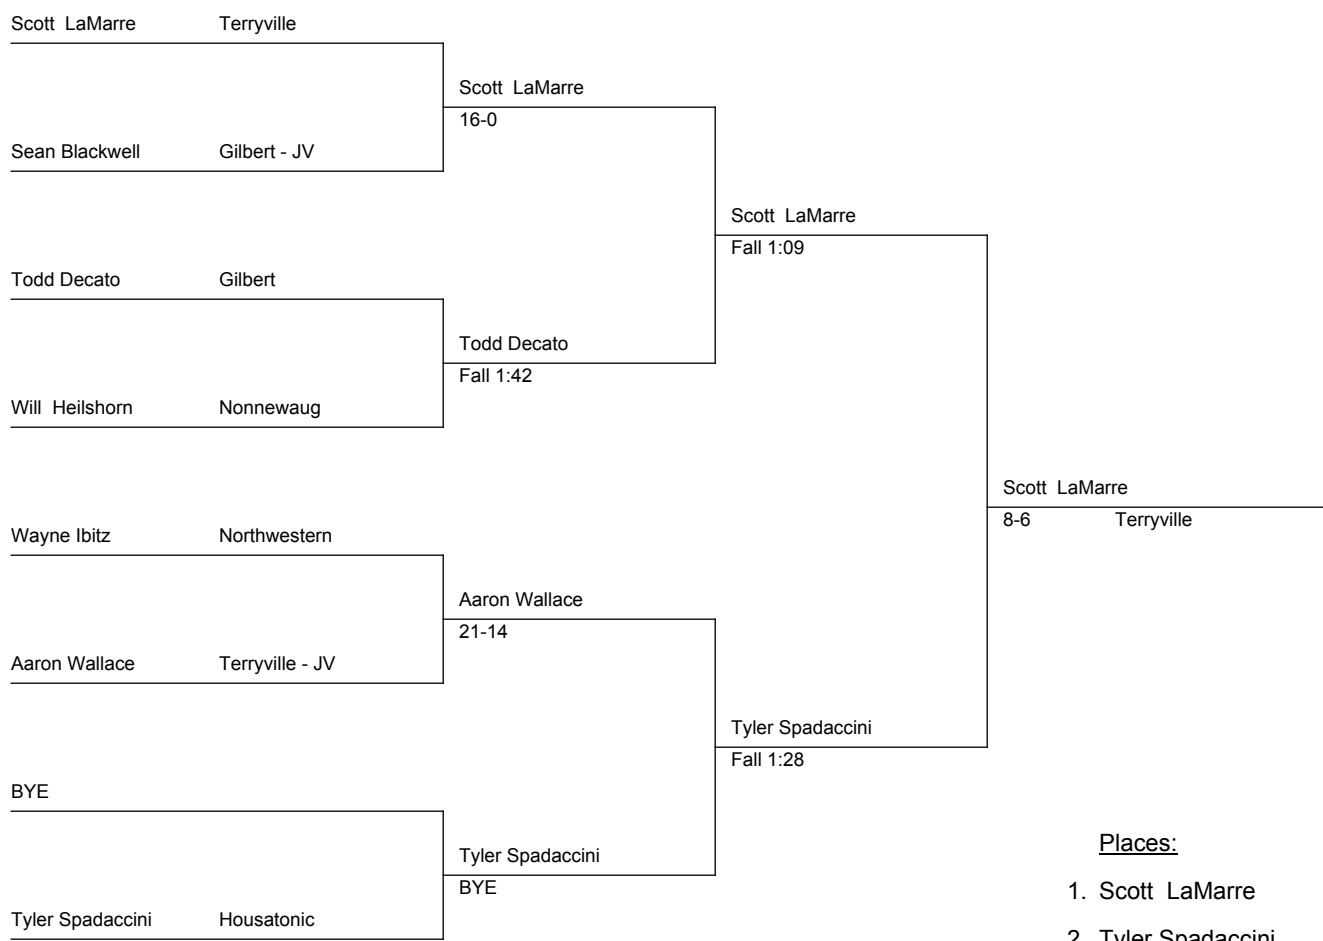 Scott LaMarre Terryville
Scott LaMarre
16-0
Sean Blackwell Gilbert - JV
Scott LaMarre
Fall 1:09
Todd Decato Gilbert
Todd Decato
Fall 1:42
Will Heilshorn Nonnewaug
Scott LaMarre
8-6 Terryville
Wayne Ibitz Northwestern
Aaron Wallace
21-14
Aaron Wallace Terryville - JV
Tyler Spadaccini
Fall 1:28
BYE
Places:
Tyler Spadaccini
BYE
1. Scott LaMarre
Tyler Spadaccini Housatonic
2. Tyler Spadaccini